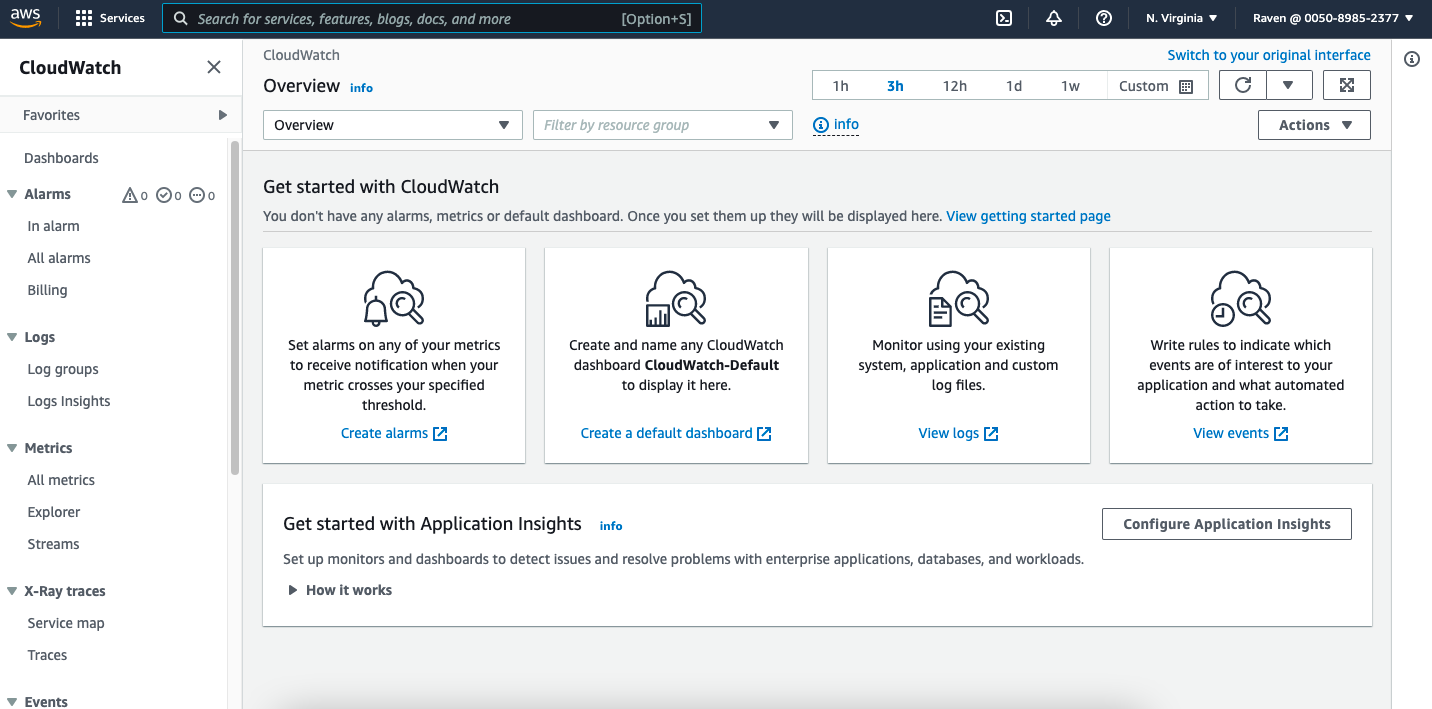 aws
Services
Search for services, features, blogs, docs, and more
[Option+S]
N. Virginia
Raven @ 0050-8985-2377
CloudWatch
Favorites
Dashboards
Alarms
0
0
0
In alarm
All alarms
Billing
Logs
Log groups
Logs Insights
Metrics
All metrics
Explorer
Streams
X-Ray traces
Service map
Traces
Events
CloudWatch
Switch to your original interface
Overview info
1h 3h 12h 1d 1w Custom
Overview
Filter by resource group
info
Actions
Get started with CloudWatch
You don't have any alarms, metrics or default dashboard. Once you set them up they will be displayed here. View getting started page
Set alarms on any of your metrics
to receive notification when your
metric crosses your specified
threshold.
Create alarms
Create and name any CloudWatch
dashboard CloudWatch-Default
to display it here.
Create a default dashboard
Monitor using your existing
system, application and custom
log files.
View logs
Write rules to indicate which
events are of interest to your
application and what automated
action to take.
View events
Get started with Application Insights info
Configure Application Insights
Set up monitors and dashboards to detect issues and resolve problems with enterprise applications, databases, and workloads.
How it works